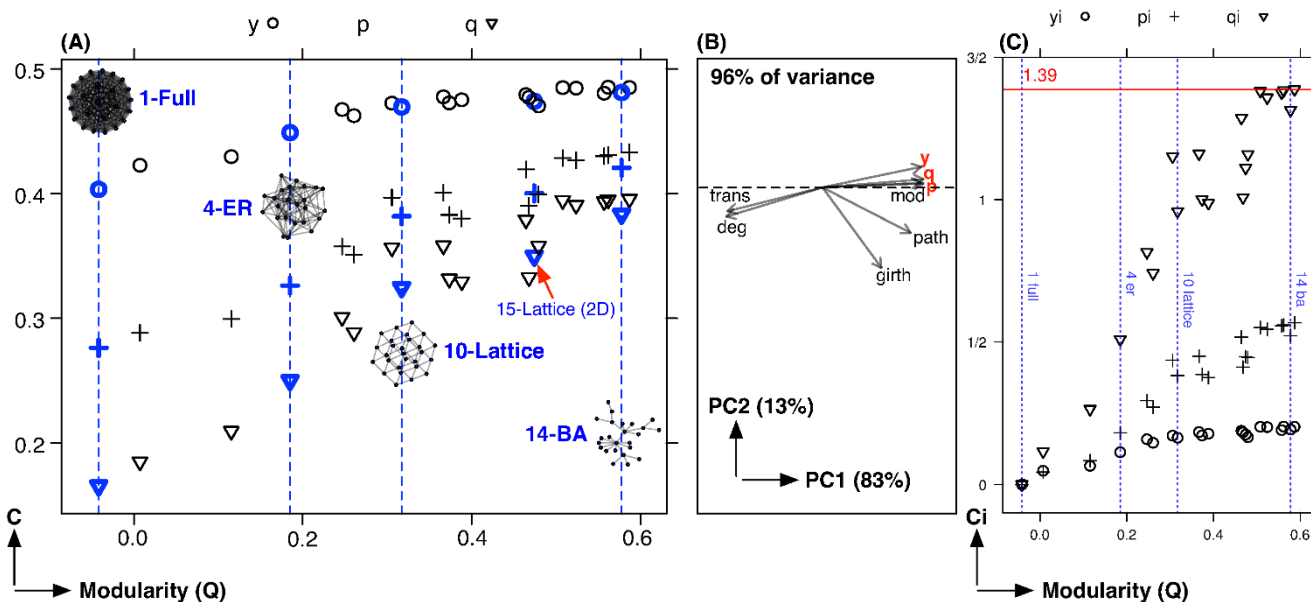 y p q
(A)
0.5
0.4
0.3
0.2
C
0.0 0.2 0.4 0.6
Modularity (Q)
1-Full
4-ER
10-Lattice
15-Lattice (2D)
14-BA
(B)
96% of variance
y
q
p
trans
mod
deg
path
girth
PC2 (13%)
PC1 (83%)
yi pi qi
(C)
3/2
1.39
1
1/2
0
1 full
4 er
10 lattice
14 ba
Ci
0.0 0.2 0.4 0.6
Modularity (Q)